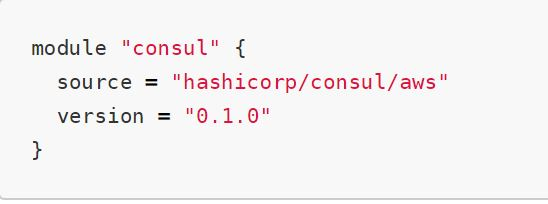 module "consul" {
  source = "hashicorp/consul/aws"
  version = "0.1.0"
}